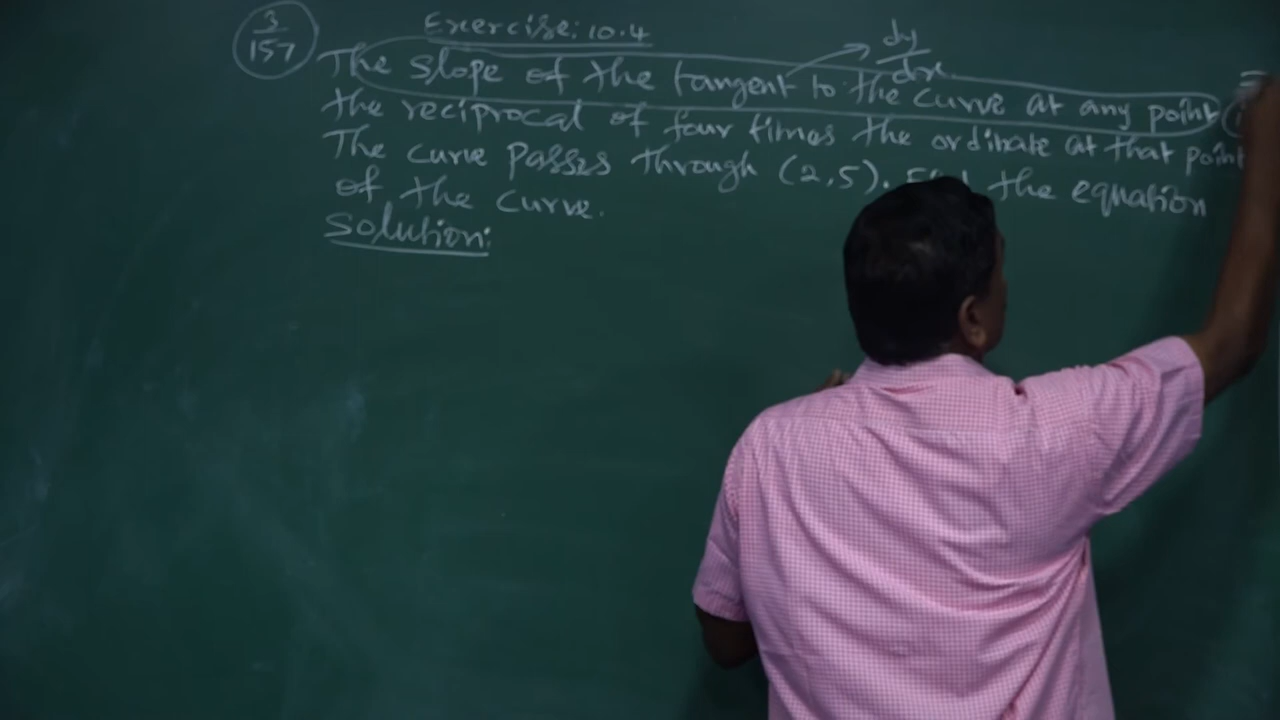 3
157
Exercise: 10.4
dy
dx
The slope of the tangent to the curve at any point
=
the reciprocal of four times the ordinate at that point
The curve passes through (2,5). the equation
of the curve.
Solution: